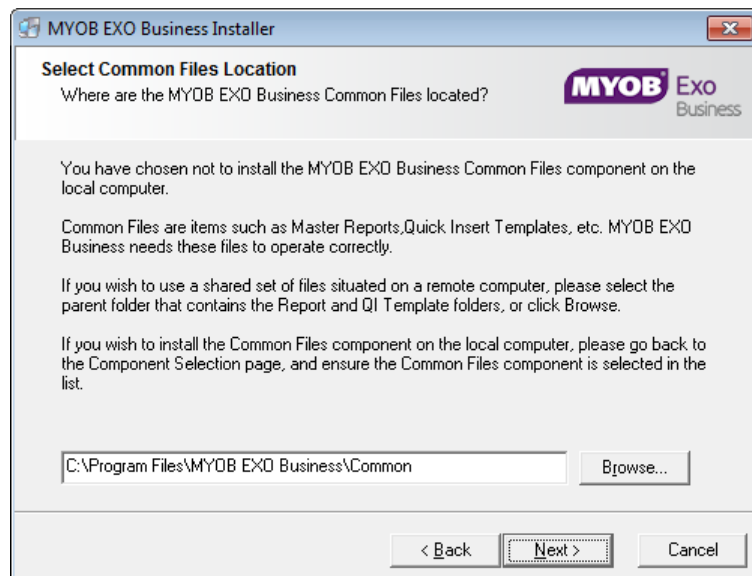 MYOB EXO Business Installer
Select Common Files Location
Where are the MYOB EXO Business Common Files located?
MYOB Exo
Business
You have chosen not to install the MYOB EXO Business Common Files component on the
local computer.
Common Files are items such as Master Reports,Quick Insert Templates, etc. MYOB EXO
Business needs these files to operate correctly.
If you wish to use a shared set of files situated on a remote computer, please select the
parent folder that contains the Report and QI Template folders, or click Browse.
If you wish to install the Common Files component on the local computer, please go back to
the Component Selection page, and ensure the Common Files component is selected in the
list.
C:\Program Files\MYOB EXO Business\Common
Browse...
< Back
Next >
Cancel